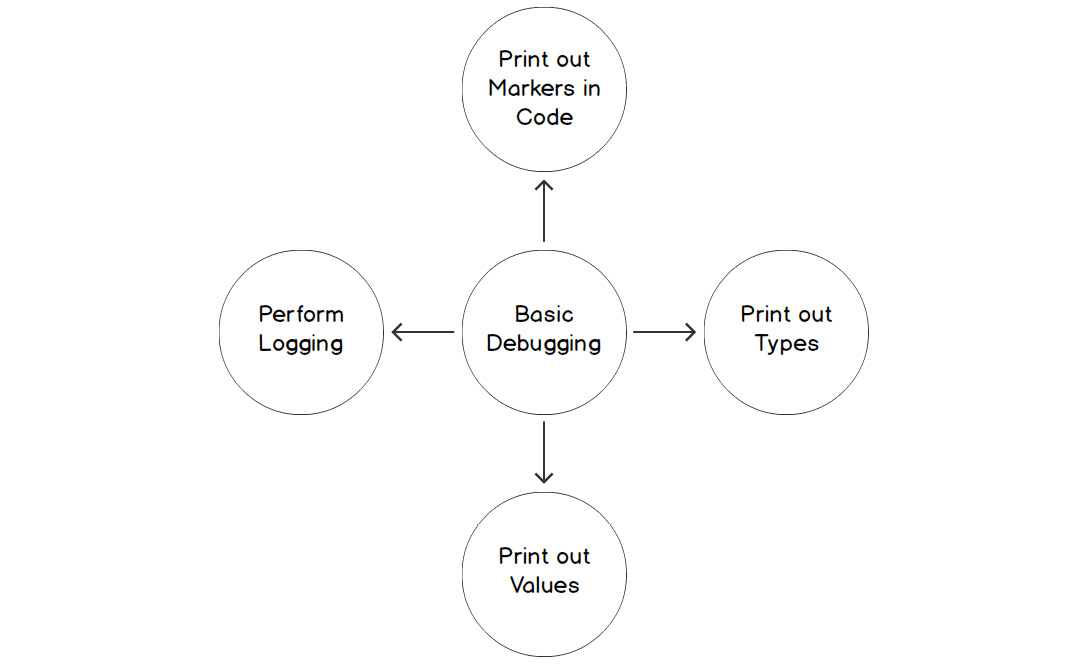 Print out
Markers in
Code
Perform
Logging
Basic
Debugging
Print out
Types
Print out
Values